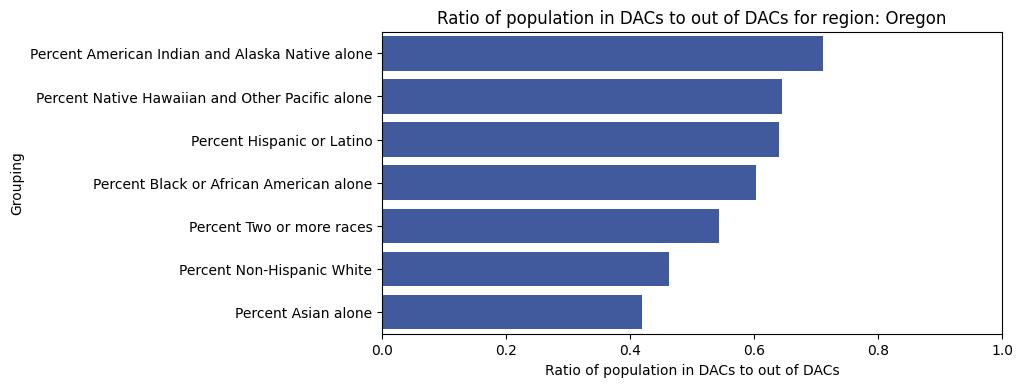 Ratio of population in DACs to out of DACs for region: Oregon
Grouping
Percent American Indian and Alaska Native alone
Percent Native Hawaiian and Other Pacific alone
Percent Hispanic or Latino
Percent Black or African American alone
Percent Two or more races
Percent Non-Hispanic White
Percent Asian alone
0.0 0.2 0.4 0.6 0.8 1.0
Ratio of population in DACs to out of DACs